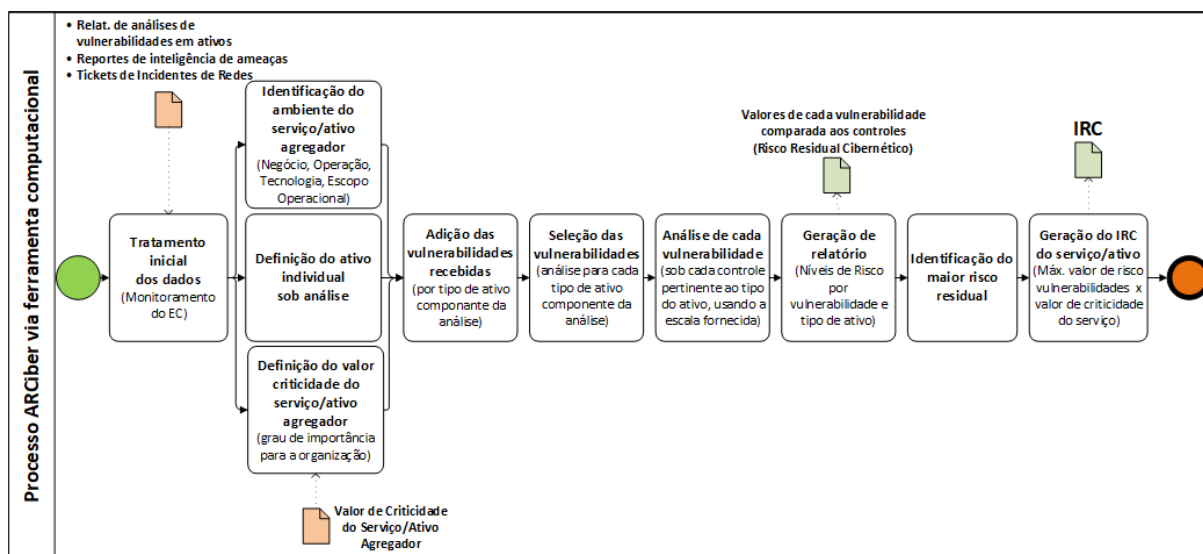 Processo ARCiber via ferramenta computacional
• Relat. de análises de
vulnerabilidades em ativos
• Reportes de inteligência de ameaças
• Tickets de Incidentes de Redes
Tratamento
inicial
dos dados
(Monitoramento
do EC)
Identificação do
ambiente do
serviço/ativo
agregador
(Negócio, Operação,
Tecnologia, Escopo
Operacional)
Definição do ativo
individual
sob análise
Definição do valor
criticidade do
serviço/ativo
agregador
(grau de importância
para a organização)
Valor de Criticidade
do Serviço/Ativo
Agregador
Adição das
vulnerabilidades
recebidas
(por tipo de ativo
componante da
análise)
Seleção das
vulnerabilidades
(análise para cada
tipo de ativo
componente da
análise)
Análise de cada
vulnerabilidade
(sob cada controle
pertinente ao tipo
do ativo, usando a
escala fornecida)
Valores de cada vulnerabilidade
comparada aos controles
(Risco Residual Cibernético)
Geração de
relatório
(Níveis de Risco
por
vulnerabilidade e
tipo de ativo)
Identificação do
maior risco
residual
IRC
Geração do IRC
do serviço/ativo
(Máx. valor de risco
vulnerabilidades x
valor de criticidade
do serviço)